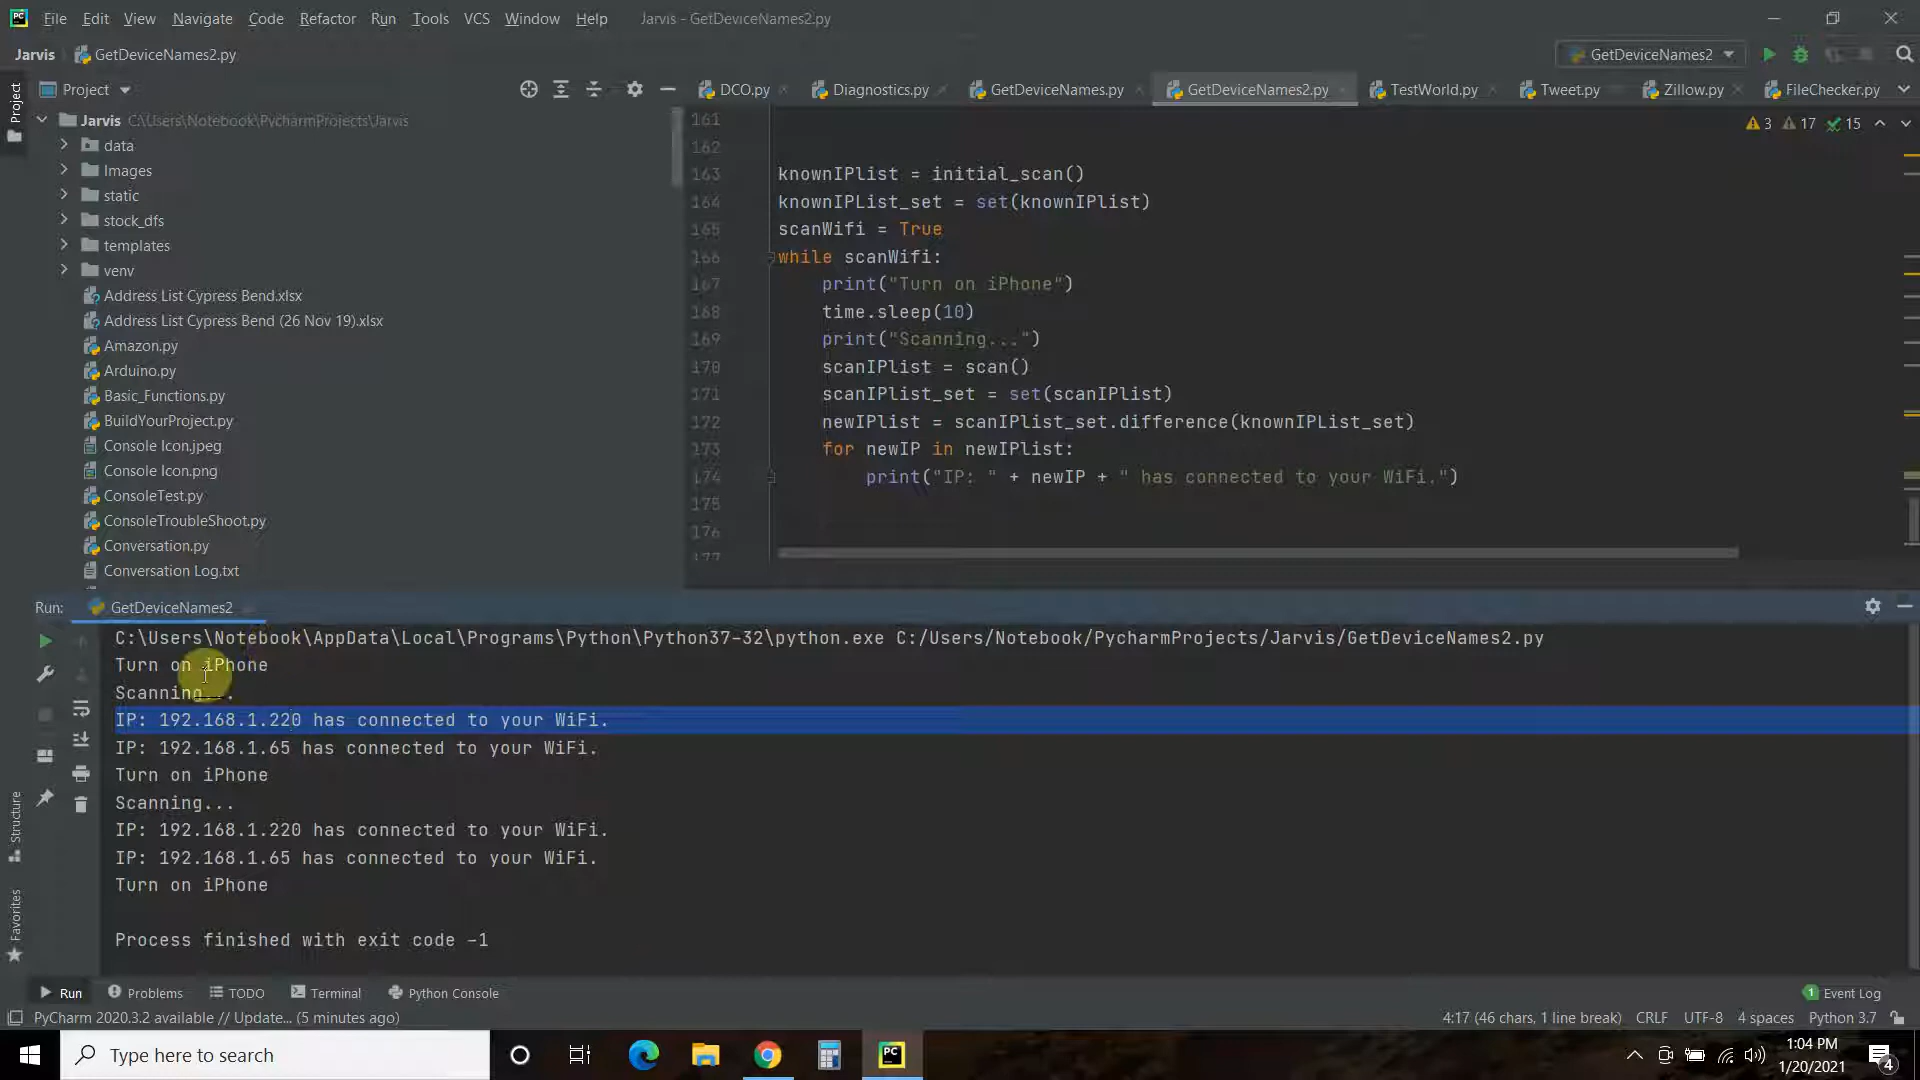 File Edit View Navigate Code Refactor Run Tools VCS Window Help Jarvis - GetDeviceNames2.py
Jarvis GetDeviceNames2.py GetDeviceNames2
Project DCO.py Diagnostics.py GetDeviceNames.py GetDeviceNames2.py TestWorld.py Tweet.py Zillow.py FileChecker.py
Project
Jarvis C:\Users\Notebook\PycharmProjects\Jarvis
data
Images
static
stock_dfs
templates
venv
Address List Cypress Bend.xlsx
Address List Cypress Bend (26 Nov 19).xlsx
Amazon.py
Arduino.py
Basic_Functions.py
BuildYourProject.py
Console Icon.jpeg
Console Icon.png
ConsoleTest.py
ConsoleTroubleShoot.py
Conversation.py
Conversation Log.txt
3 17 15
161
162
163 knownIPlist = initial_scan()
164 knownIPList_set = set(knownIPlist)
165 scanWifi = True
166 while scanWifi:
167 print("Turn on iPhone")
168 time.sleep(10)
169 print("Scanning...")
170 scanIPlist = scan()
171 scanIPlist_set = set(scanIPlist)
172 newIPlist = scanIPlist_set.difference(knownIPList_set)
173 for newIP in newIPlist:
174 print("IP: " + newIP + " has connected to your WiFi.")
175
176
177
Run: GetDeviceNames2
C:\Users\Notebook\AppData\Local\Programs\Python\Python37-32\python.exe C:/Users/Notebook/PycharmProjects/Jarvis/GetDeviceNames2.py
Turn on iPhone
Scanning...
IP: 192.168.1.220 has connected to your WiFi.
IP: 192.168.1.65 has connected to your WiFi.
Turn on iPhone
Scanning...
IP: 192.168.1.220 has connected to your WiFi.
IP: 192.168.1.65 has connected to your WiFi.
Turn on iPhone
Process finished with exit code -1
Structure
Favorites
Run Problems TODO Terminal Python Console 1 Event Log
PyCharm 2020.3.2 available // Update... (5 minutes ago) 4:17 (46 chars, 1 line break) CRLF UTF-8 4 spaces Python 3.7
Type here to search
PC
1:04 PM
1/20/2021
4